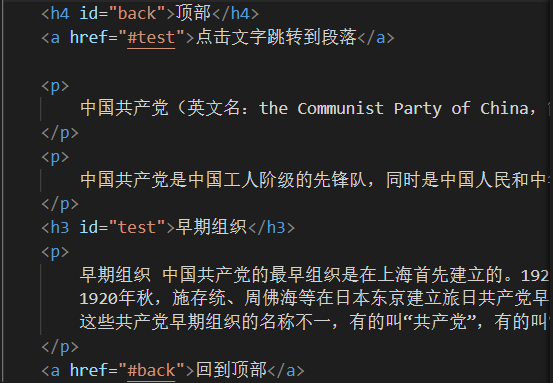 <h4 id="back">顶部</h4>
<a href="#test">点击文字跳转到段落</a>
<p>
中国共产党（英文名：the Communist Party of China，
</p>
<p>
中国共产党是中国工人阶级的先锋队，同时是中国人民和中
</p>
<h3 id="test">早期组织</h3>
<p>
早期组织 中国共产党的最早组织是在上海首先建立的。192
1920年秋，施存统、周佛海等在日本东京建立旅日共产党早
这些共产党早期组织的名称不一，有的叫“共产党”，有的叫“
</p>
<a href="#back">回到顶部</a>